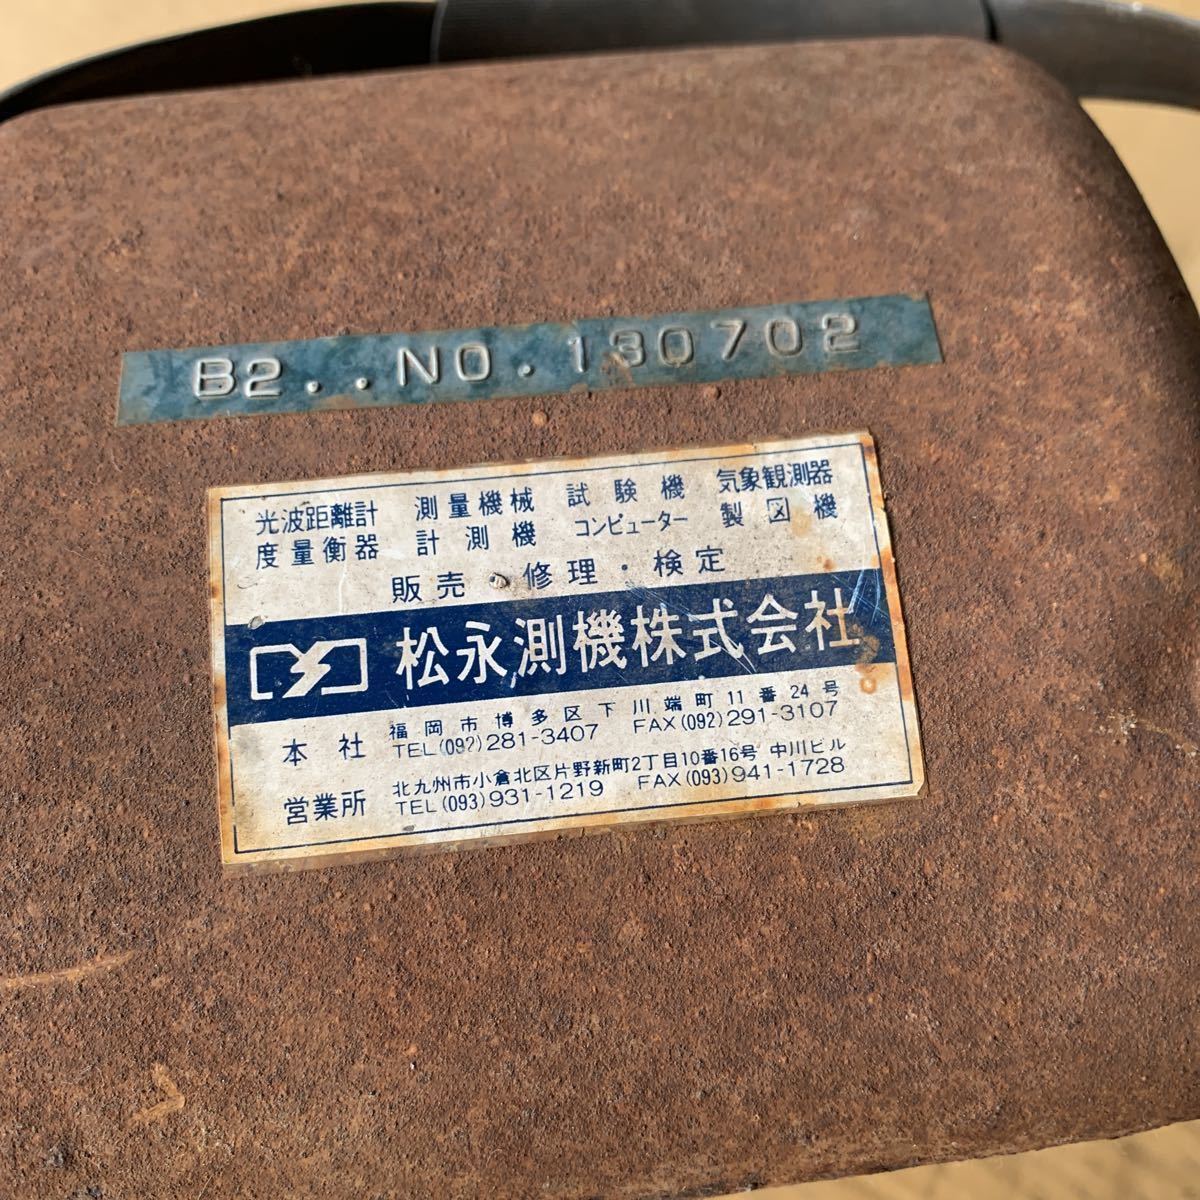 B2..NO.130702
光波距離計 測量機械 試験機 気象観測器
度量衡器 計測機 コンピューター 製図機
販売・修理・検定
松永測機株式会社
本社 福岡市博多区下川端町11番24号
TEL(092)281-3407 FAX(092)291-3107
営業所 北九州市小倉北区片野新町2丁目10番16号 中川ビル
TEL(093)931-1219 FAX(093)941-1728